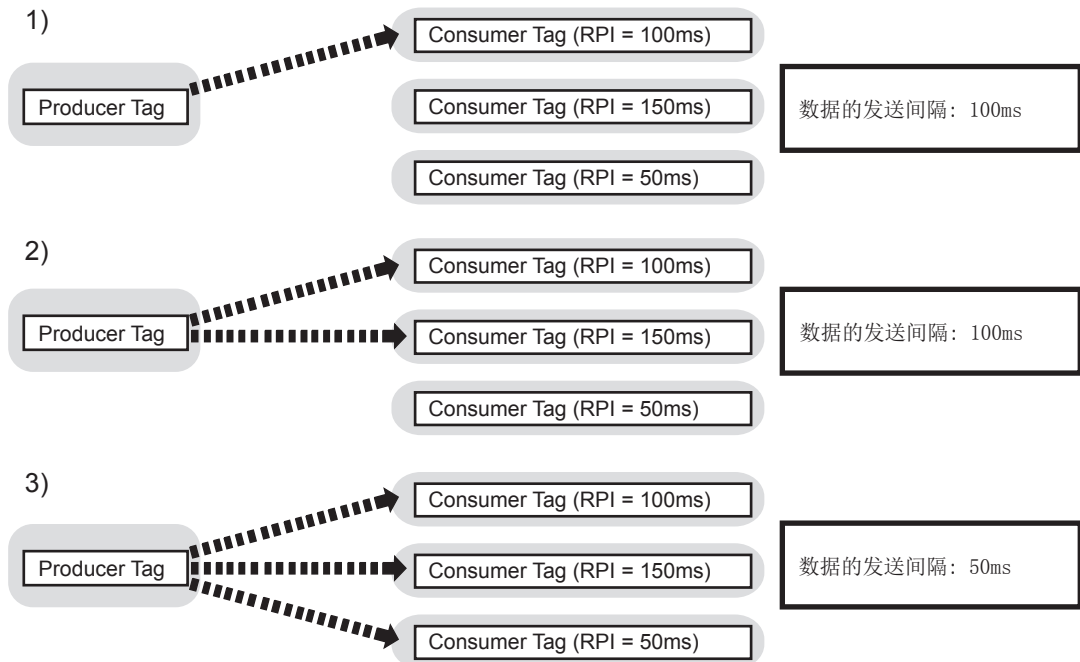 1)
Consumer Tag (RPI = 100ms)
Producer Tag
Consumer Tag (RPI = 150ms)
数据的发送间隔: 100ms
Consumer Tag (RPI = 50ms)
2)
Consumer Tag (RPI = 100ms)
Producer Tag
Consumer Tag (RPI = 150ms)
数据的发送间隔: 100ms
Consumer Tag (RPI = 50ms)
3)
Consumer Tag (RPI = 100ms)
Producer Tag
Consumer Tag (RPI = 150ms)
数据的发送间隔: 50ms
Consumer Tag (RPI = 50ms)